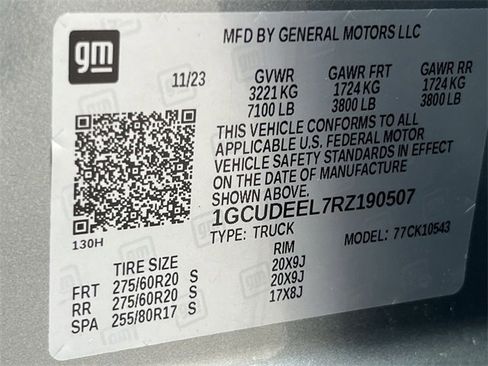 gm
MFD BY GENERAL MOTORS LLC
11/23 GVWR GAWR FRT GAWR RR
3221 KG 1724 KG 1724 KG
7100 LB 3800 LB 3800 LB
THIS VEHICLE CONFORMS TO ALL
APPLICABLE U.S. FEDERAL MOTOR
VEHICLE SAFETY STANDARDS IN EFFECT
ON THE DATE OF MANUFACTURE
SHOWN ABOVE.
1GCUDEEL7RZ190507
TYPE: TRUCK MODEL: 77CK10543
130H
TIRE SIZE RIM
FRT 275/60R20 S 20X9J
RR 275/60R20 S 20X9J
SPA 255/80R17 S 17X8J